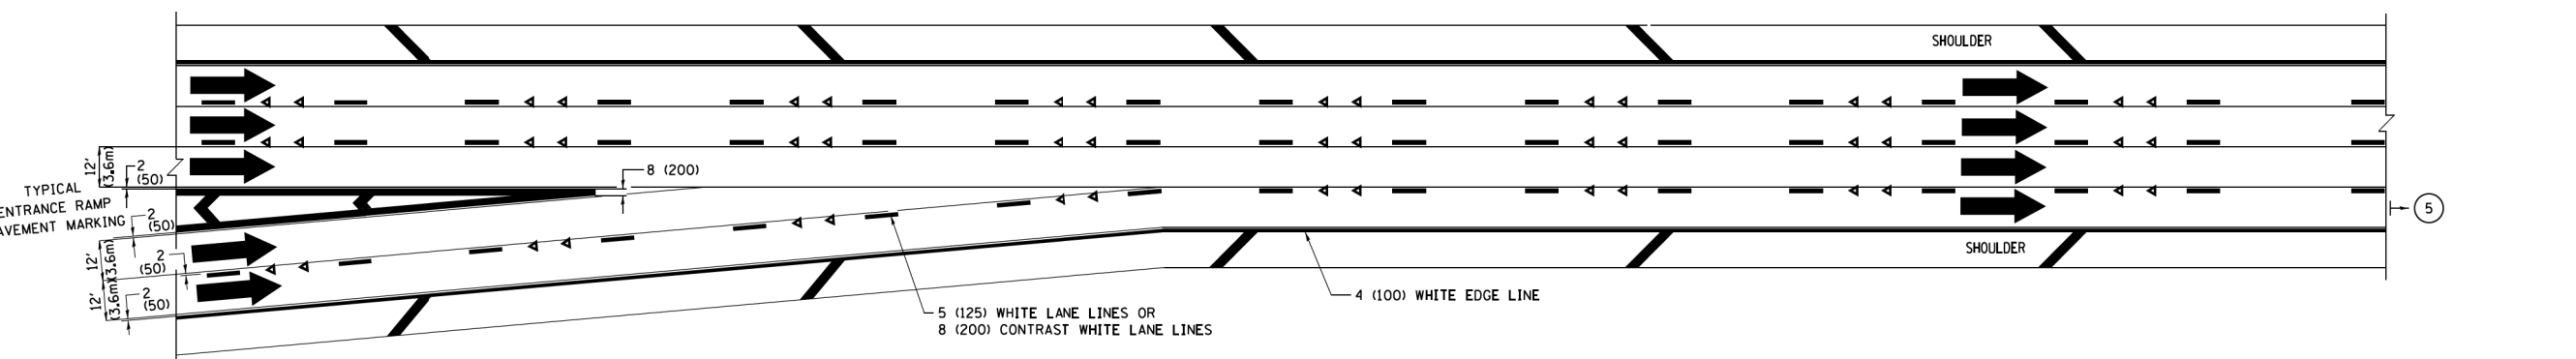 SHOULDER
12'
(3.6m)
2
(50)
8 (200)
TYPICAL
ENTRANCE RAMP
PAVEMENT MARKING
2
(50)
5
12'
(3.6m)
2
(50)
SHOULDER
12'
(3.6m)
2
(50)
4 (100) WHITE EDGE LINE
5 (125) WHITE LANE LINES OR
8 (200) CONTRAST WHITE LANE LINES